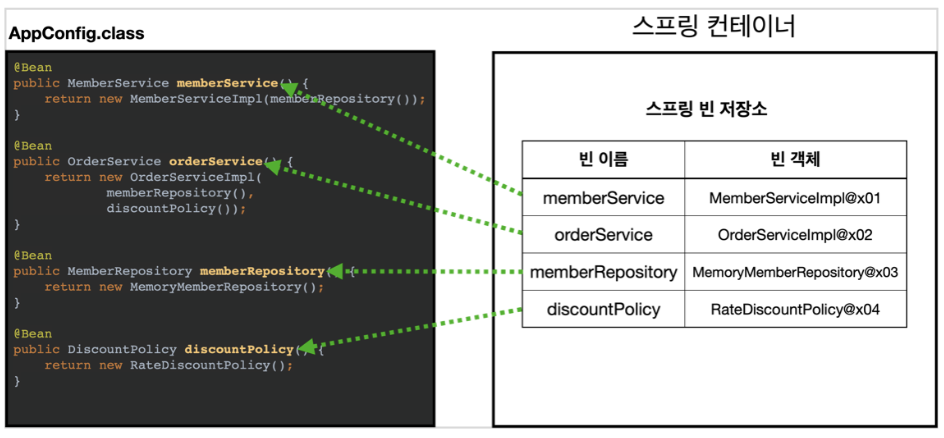 AppConfig.class
@Bean
public MemberService memberService() {
return new MemberServiceImpl(memberRepository());
}
@Bean
public OrderService orderService() {
return new OrderServiceImpl(
memberRepository(),
discountPolicy());
}
@Bean
public MemberRepository memberRepository() {
return new MemoryMemberRepository();
}
@Bean
public DiscountPolicy discountPolicy() {
return new RateDiscountPolicy();
}
스프링 컨테이너
스프링 빈 저장소
빈 이름 빈 객체
memberService MemberServiceImpl@x01
orderService OrderServiceImpl@x02
memberRepository MemoryMemberRepository@x03
discountPolicy RateDiscountPolicy@x04